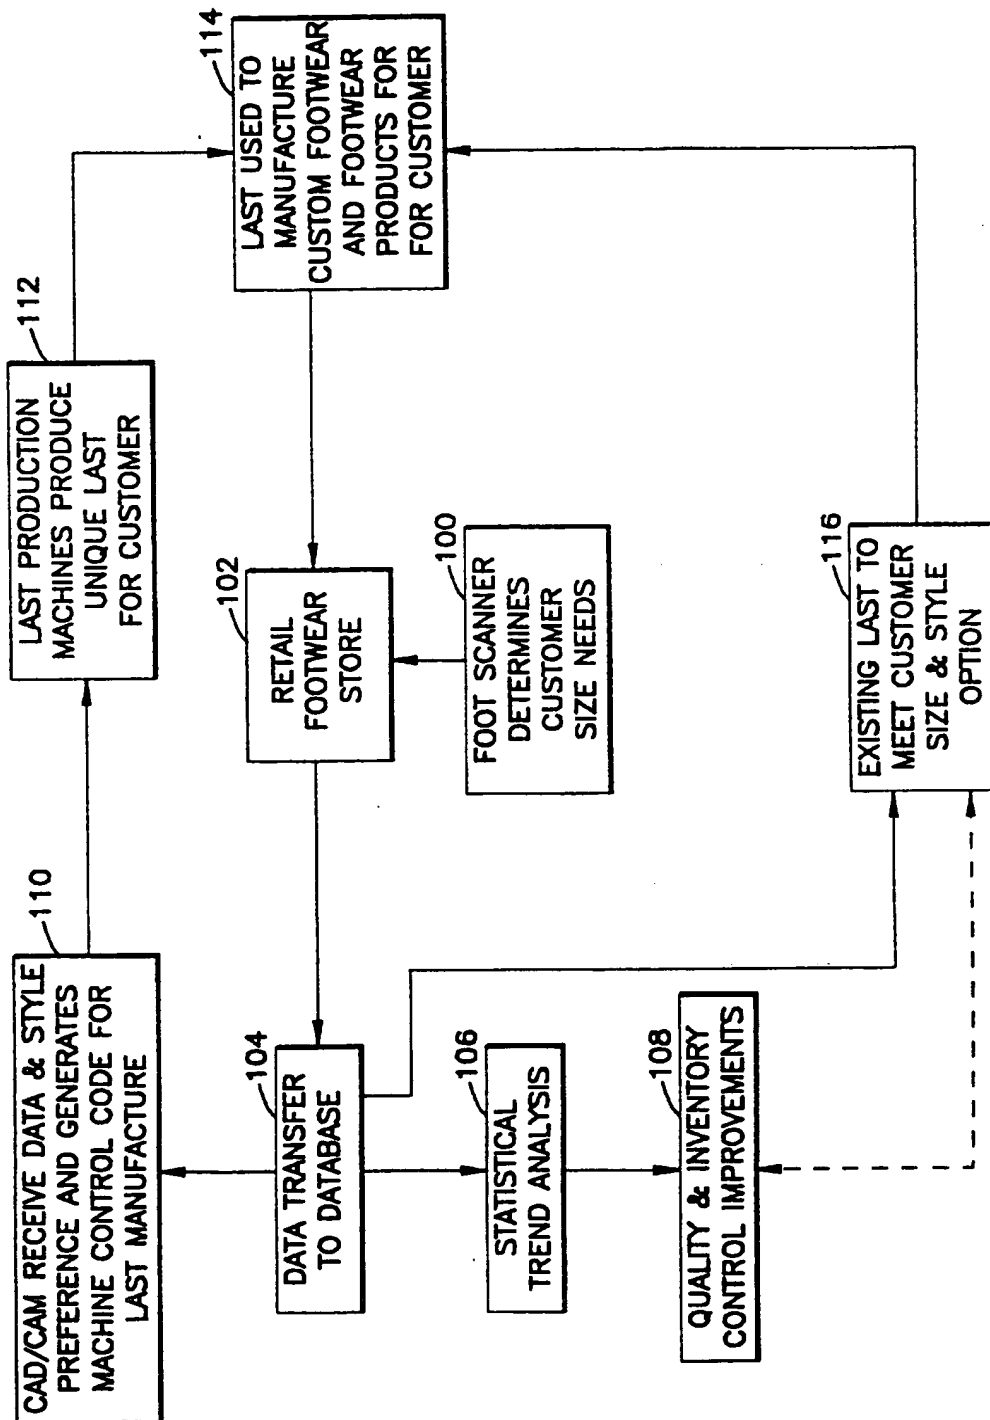 CAD/CAM RECEIVE DATA & STYLE
PREFERENCE AND GENERATES
MACHINE CONTROL CODE FOR
LAST MANUFACTURE
110
LAST PRODUCTION
MACHINES PRODUCE
UNIQUE LAST
FOR CUSTOMER
112
LAST USED TO
MANUFACTURE
CUSTOM FOOTWEAR
AND FOOTWEAR
PRODUCTS FOR
FOR CUSTOMER
114
DATA TRANSFER
TO DATABASE
104
RETAIL
FOOTWEAR
STORE
102
STATISTICAL
TREND ANALYSIS
106
FOOT SCANNER
DETERMINES
CUSTOMER
SIZE NEEDS
100
QUALITY & INVENTORY
CONTROL IMPROVEMENTS
108
EXISTING LAST TO
MEET CUSTOMER
SIZE & STYLE
OPTION
116